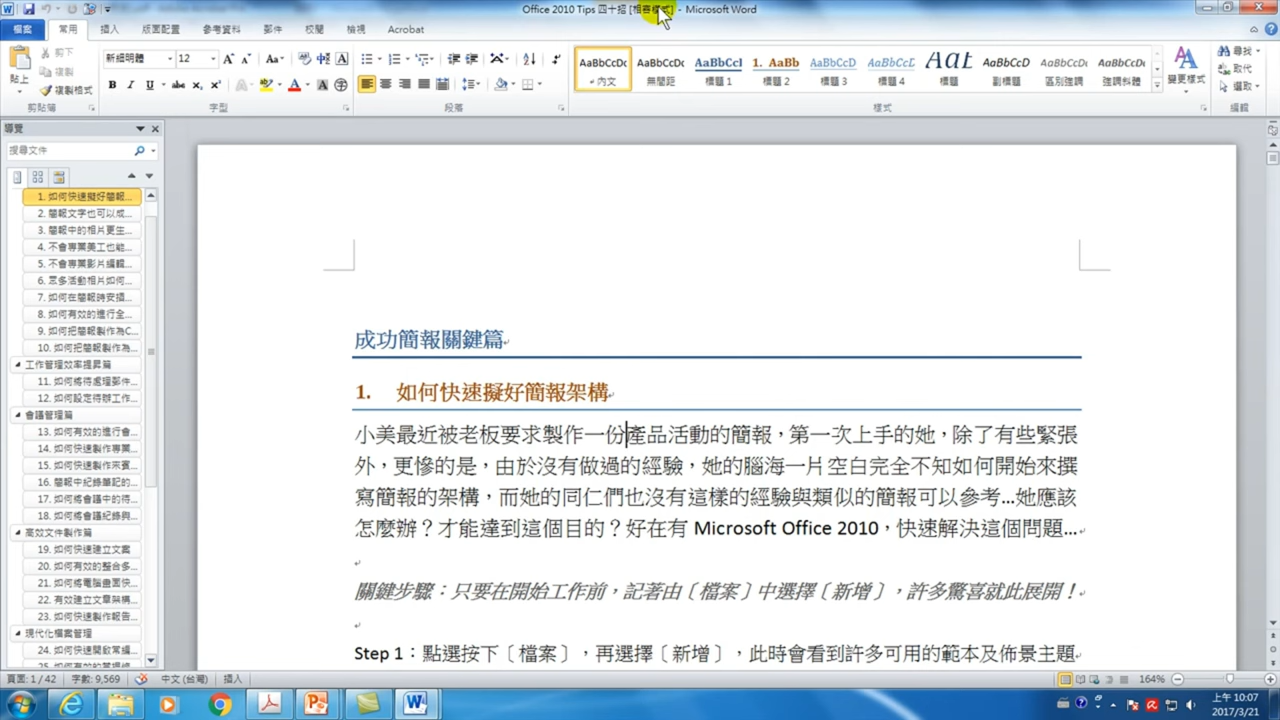 Office 2010 Tips 四十招 [相容模式] - Microsoft Word
檔案 常用 插入 版面配置 參考資料 郵件 校閱 檢視 Acrobat
貼上 剪下 複製 複製格式
新細明體 12
AaBbCcDc AaBbCcDc AaBbCcI 1. AaBb AaBbCcD AaBbCcL Aat AaBbCcD AaBbCcDc AaBbCcDc
內文 無間距 標題 1 標題 2 標題 3 標題 4 標題 副標題 區別強調 強調斜體
變更樣式
尋找 取代 選取
剪貼簿 字型 段落 樣式 編輯
導覽
搜尋文件
1. 如何快速擬好簡報...
2. 簡報文字也可以成...
3. 簡報中的相片更生...
4. 不會專業美工也能...
5. 不會專業影片編輯...
6. 眾多活動相片如何...
7. 如何在簡報時安插...
8. 如何有效的進行全...
9. 如何把簡報製作為C...
10. 如何把簡報製作為...
工作管理效率提昇篇
11. 如何將待處理郵件...
12. 如何設定待辦工作...
會議管理篇
13. 如何有效的進行會...
14. 如何快速製作專業...
15. 如何快速製作來賓...
16. 簡報中紀錄筆記的...
17. 如何將會議中的待...
18. 如何將會議紀錄與...
高效文件製作篇
19. 如何快速建立文案
20. 如何有效的整合多...
21. 如何將電腦畫面快...
22. 有效建立文章架構...
23. 如何快速製作報告...
現代化檔案管理
24. 如何快速開啟常編...
成功簡報關鍵篇
1. 如何快速擬好簡報架構
小美最近被老板要求製作一份產品活動的簡報，第一次上手的她，除了有些緊張
外，更慘的是，由於沒有做過的經驗，她的腦海一片空白完全不知如何開始來撰
寫簡報的架構，而她的同仁們也沒有這樣的經驗與類似的簡報可以參考...她應該
怎麼辦？才能達到這個目的？好在有 Microsoft Office 2010，快速解決這個問題...
關鍵步驟：只要在開始工作前，記著由〔檔案〕中選擇〔新增〕，許多驚喜就此展開！
Step 1：點選按下〔檔案〕，再選擇〔新增〕，此時會看到許多可用的範本及佈景主題
頁面: 1 / 42 字數: 9,569 中文 (台灣) 插入 164%
上午 10:07
2017/3/21